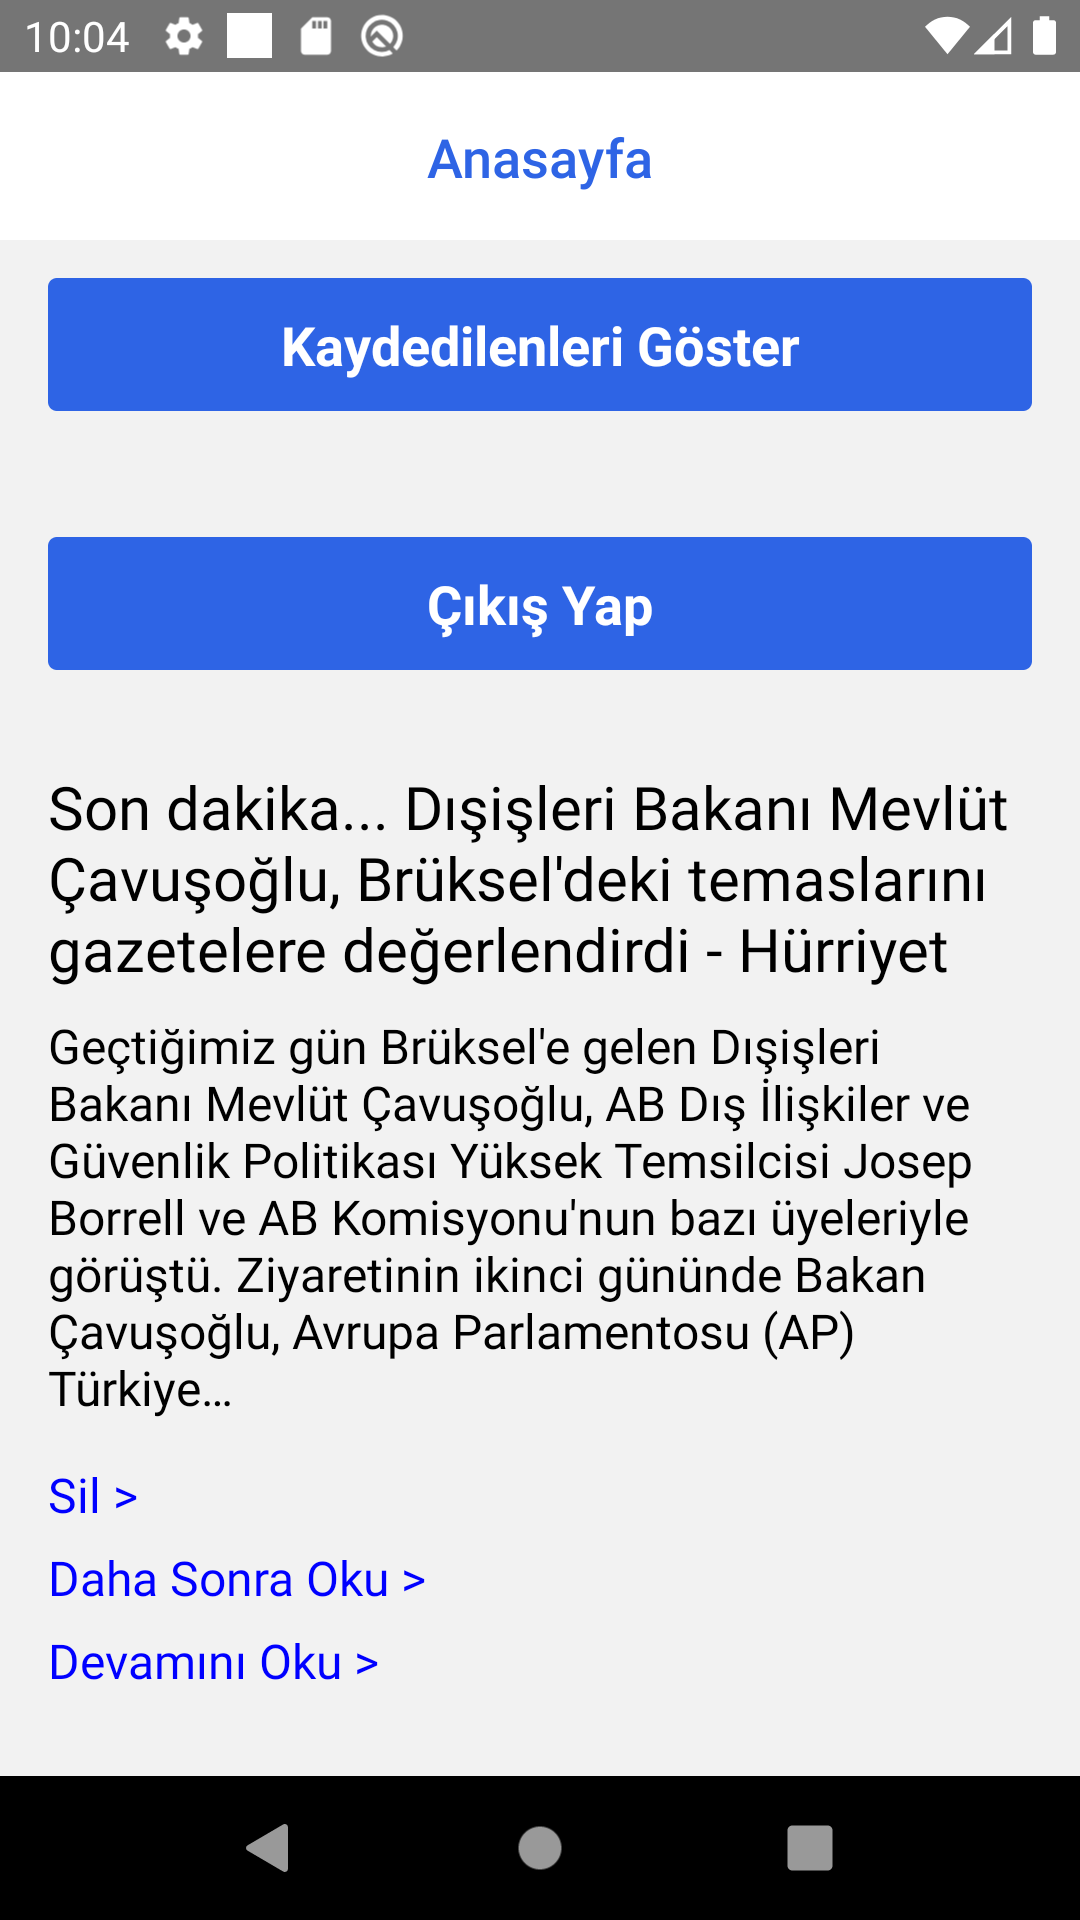 10:04
Anasayfa
Kaydedilenleri Göster
Çıkış Yap
Son dakika... Dışişleri Bakanı Mevlüt
Çavuşoğlu, Brüksel'deki temaslarını
gazetelere değerlendirdi - Hürriyet
Geçtiğimiz gün Brüksel'e gelen Dışişleri
Bakanı Mevlüt Çavuşoğlu, AB Dış İlişkiler ve
Güvenlik Politikası Yüksek Temsilcisi Josep
Borrell ve AB Komisyonu'nun bazı üyeleriyle
görüştü. Ziyaretinin ikinci gününde Bakan
Çavuşoğlu, Avrupa Parlamentosu (AP)
Türkiye…
Sil >
Daha Sonra Oku >
Devamını Oku >